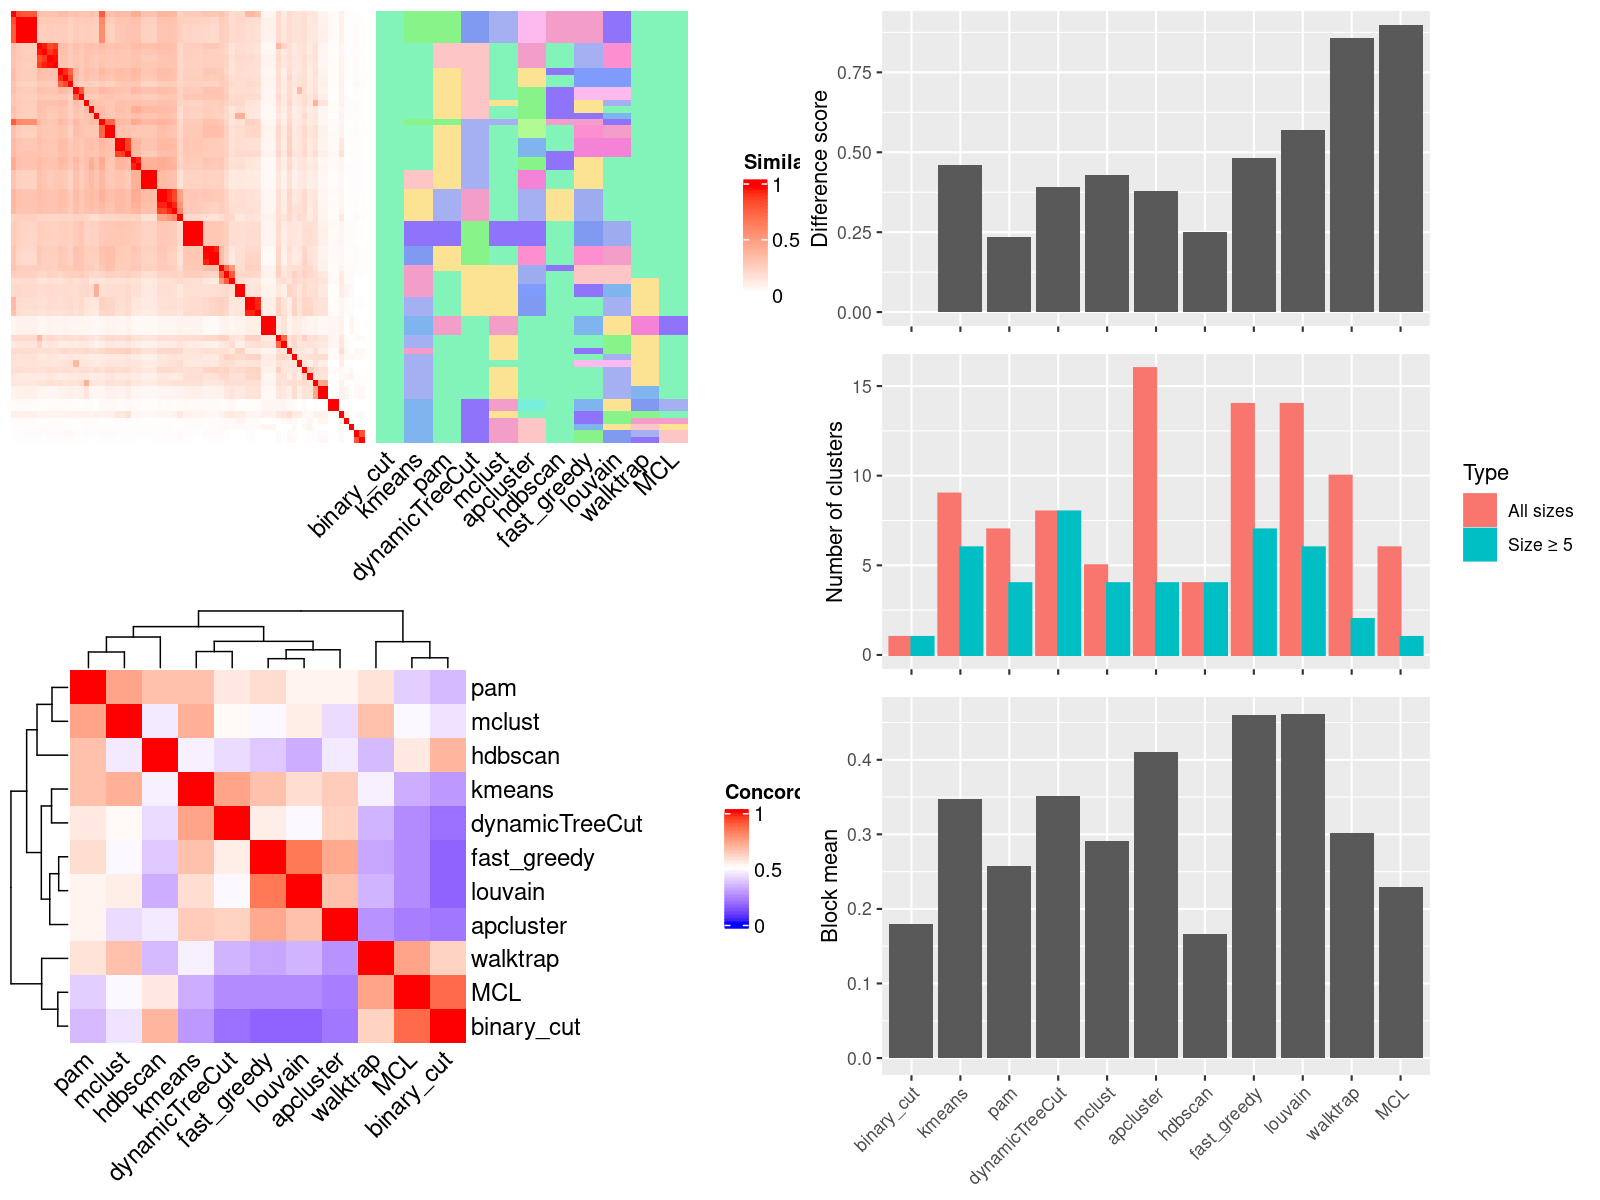 Simila
1
0.5
0
binary_cut
kmeans
pam
dynamicTreeCut
mclust
apcluster
hdbscan
fast_greedy
louvain
walktrap
MCL
Difference score
0.75
0.50
0.25
0.00
Number of clusters
15
10
5
0
Type
All sizes
Size ≥ 5
pam
mclust
hdbscan
kmeans
dynamicTreeCut
fast_greedy
louvain
apcluster
walktrap
MCL
binary_cut
pam
mclust
hdbscan
kmeans
dynamicTreeCut
fast_greedy
louvain
apcluster
walktrap
MCL
binary_cut
Concord
1
0.5
0
Block mean
0.4
0.3
0.2
0.1
0.0
binary_cut
kmeans
pam
dynamicTreeCut
mclust
apcluster
hdbscan
fast_greedy
louvain
walktrap
MCL